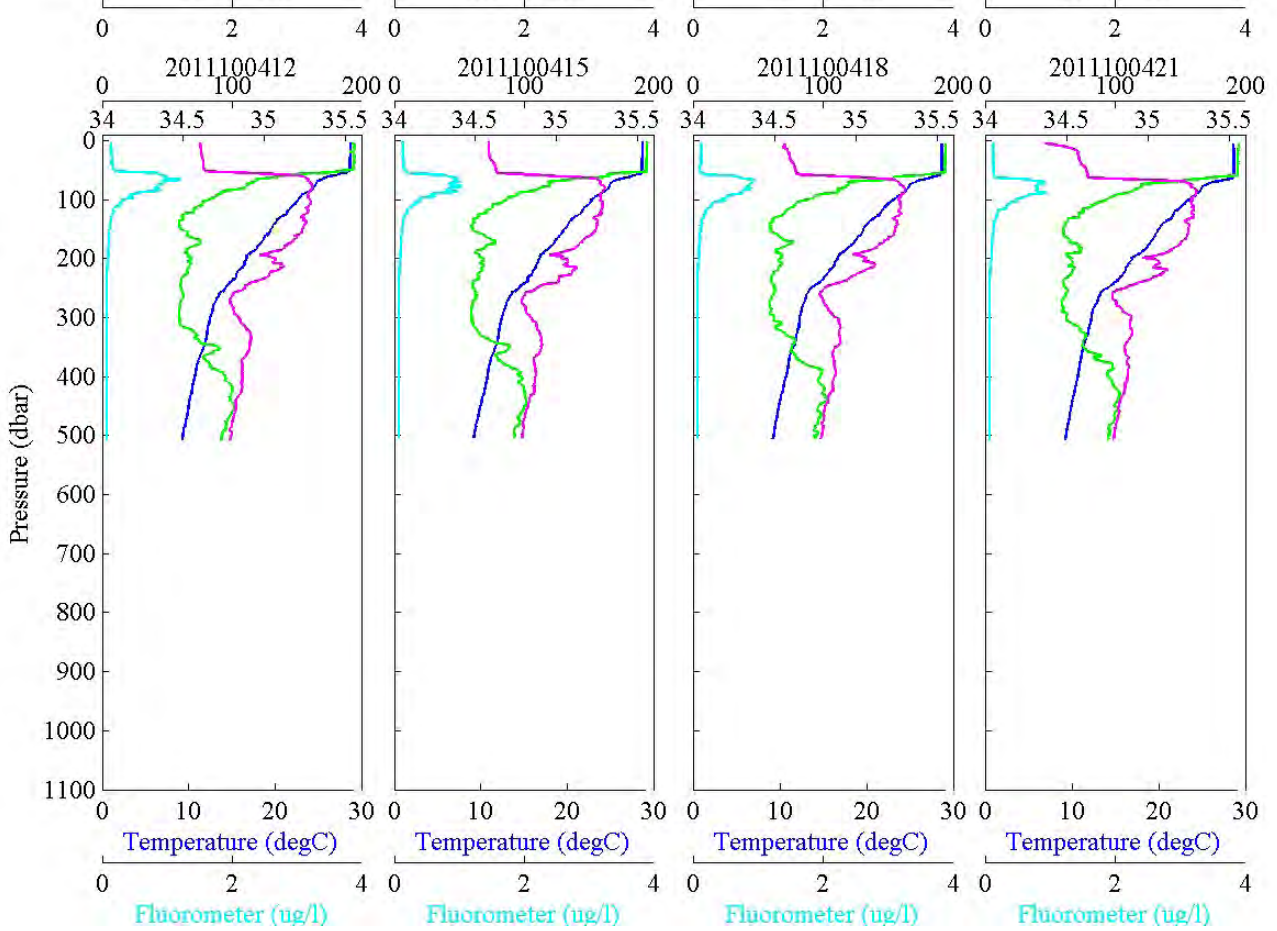 0 2 4 0 2 4 0 2 4 0 2 4
2011100412 2011100415 2011100418 2011100421
0 100 200 0 100 200 0 100 200 0 100 200
34 34.5 35 35.5 34 34.5 35 35.5 34 34.5 35 35.5 34 34.5 35 35.5
0
100
200
300
400
500
600
700
800
900
1000
1100
Pressure (dbar)
0 10 20 30 0 10 20 30 0 10 20 30 0 10 20 30
Temperature (degC) Temperature (degC) Temperature (degC) Temperature (degC)
0 2 4 0 2 4 0 2 4 0 2 4
Fluorometer (ug/l) Fluorometer (ug/l) Fluorometer (ug/l) Fluorometer (ug/l)